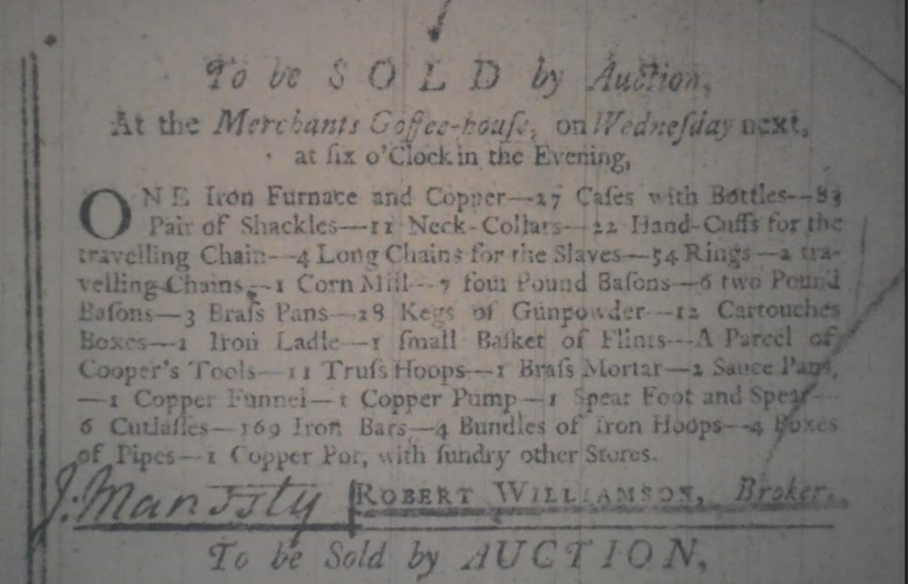 To be SOLD by Auction,
At the Merchants Coffee-houſe, on Wedneſday next,
at ſix o'Clock in the Evening,
ONE Iron Furnace and Copper—27 Caſes with Bottles—83
Pair of Shackles—11 Neck-Collars—22 Hand-Cuffs for the
travelling Chain—4 Long Chains for the Slaves—54 Rings—2 tra-
velling Chains—1 Corn Mill—7 four Pound Baſons—6 two Pound
Baſons—3 Braſs Pans—28 Kegs of Gunpowder—12 Cartouches
Boxes—1 Iron Ladle—1 ſmall Baſket of Flints—A Parcel of
Cooper's Tools—11 Truſs Hoops—1 Braſs Mortar—2 Sauce Pans,
—1 Copper Funnel—1 Copper Pump—1 Spear Foot and Spear—
6 Cutlaſſes—169 Iron Bars—4 Bundles of Iron Hoops—4 Boxes
of Pipes—1 Copper Pot, with ſundry other Stores.
J. Manesty ROBERT WILLIAMSON, Broker.
To be Sold by AUCTION,